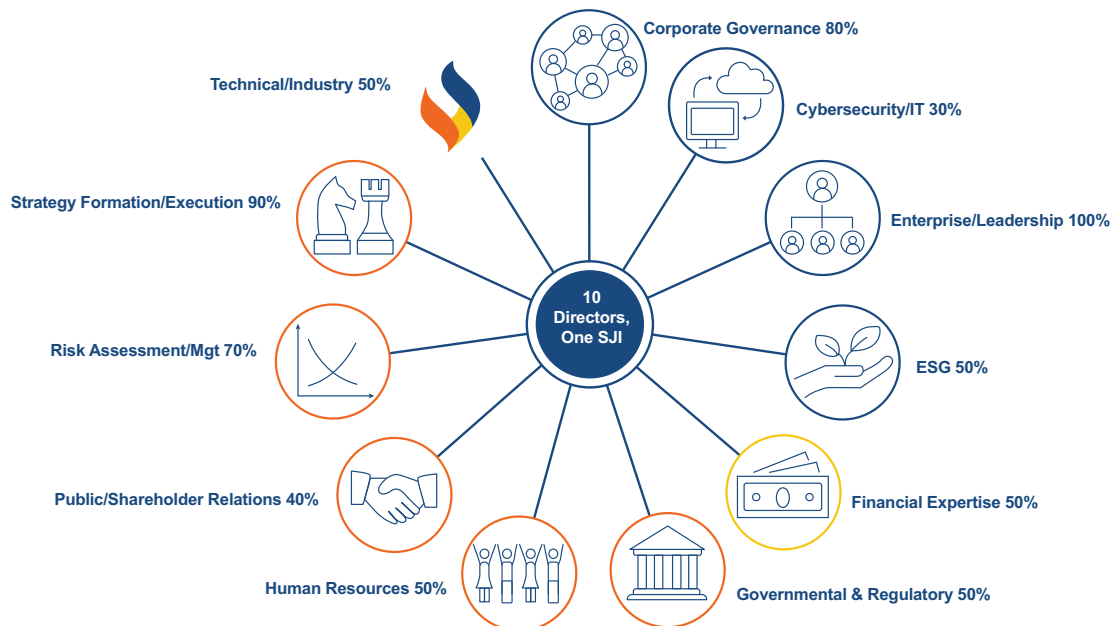 Corporate Governance 80%
Technical/Industry 50%
Cybersecurity/IT 30%
Strategy Formation/Execution 90%
Enterprise/Leadership 100%
10
Directors,
One SJI
Risk Assessment/Mgt 70%
ESG 50%
Public/Shareholder Relations 40%
Financial Expertise 50%
Human Resources 50%
Governmental & Regulatory 50%